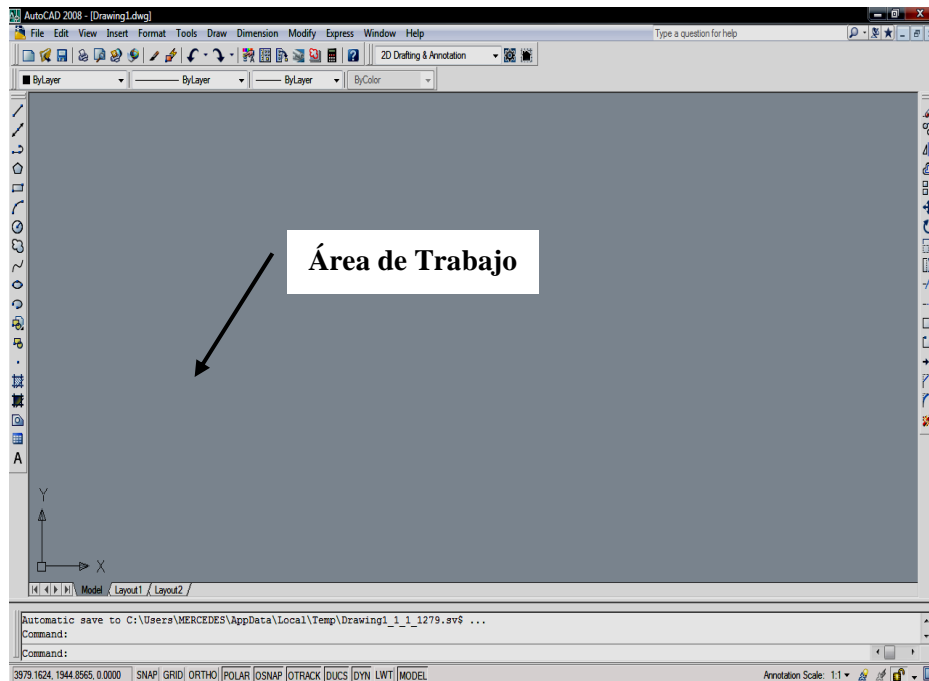 AutoCAD 2008 - [Drawing1.dwg]
File Edit View Insert Format Tools Draw Dimension Modify Express Window Help Type a question for help
2D Drafting & Annotation
ByLayer ByLayer ByLayer ByColor
Área de Trabajo
A
Y
X
Model Layout1 Layout2
Automatic save to C:\Users\MERCEDES\AppData\Local\Temp\Drawing1_1_1_1279.sv$ ...
Command:
Command:
3979.1624, 1944.8565, 0.0000 SNAP GRID ORTHO POLAR OSNAP OTRACK DUCS DYN LWT MODEL Annotation Scale: 1:1